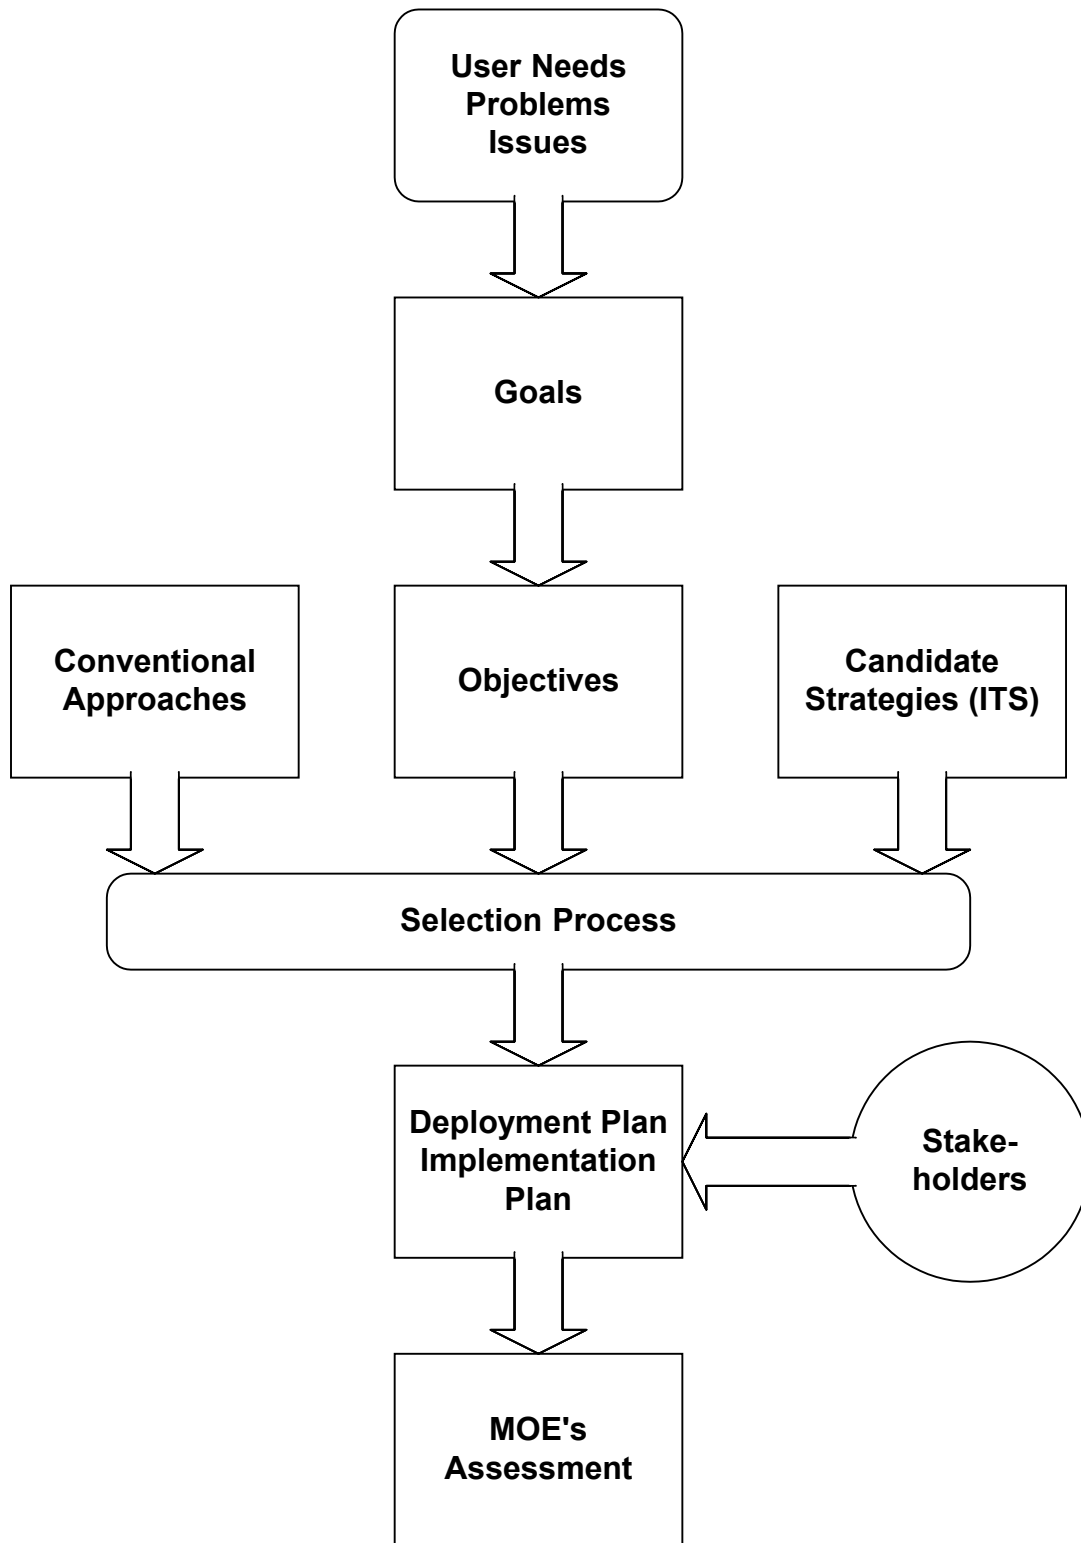 User Needs
Problems
Issues
Goals
Conventional
Approaches
Objectives
Candidate
Strategies (ITS)
Selection Process
Deployment Plan
Implementation
Plan
Stake-
holders
MOE's
Assessment